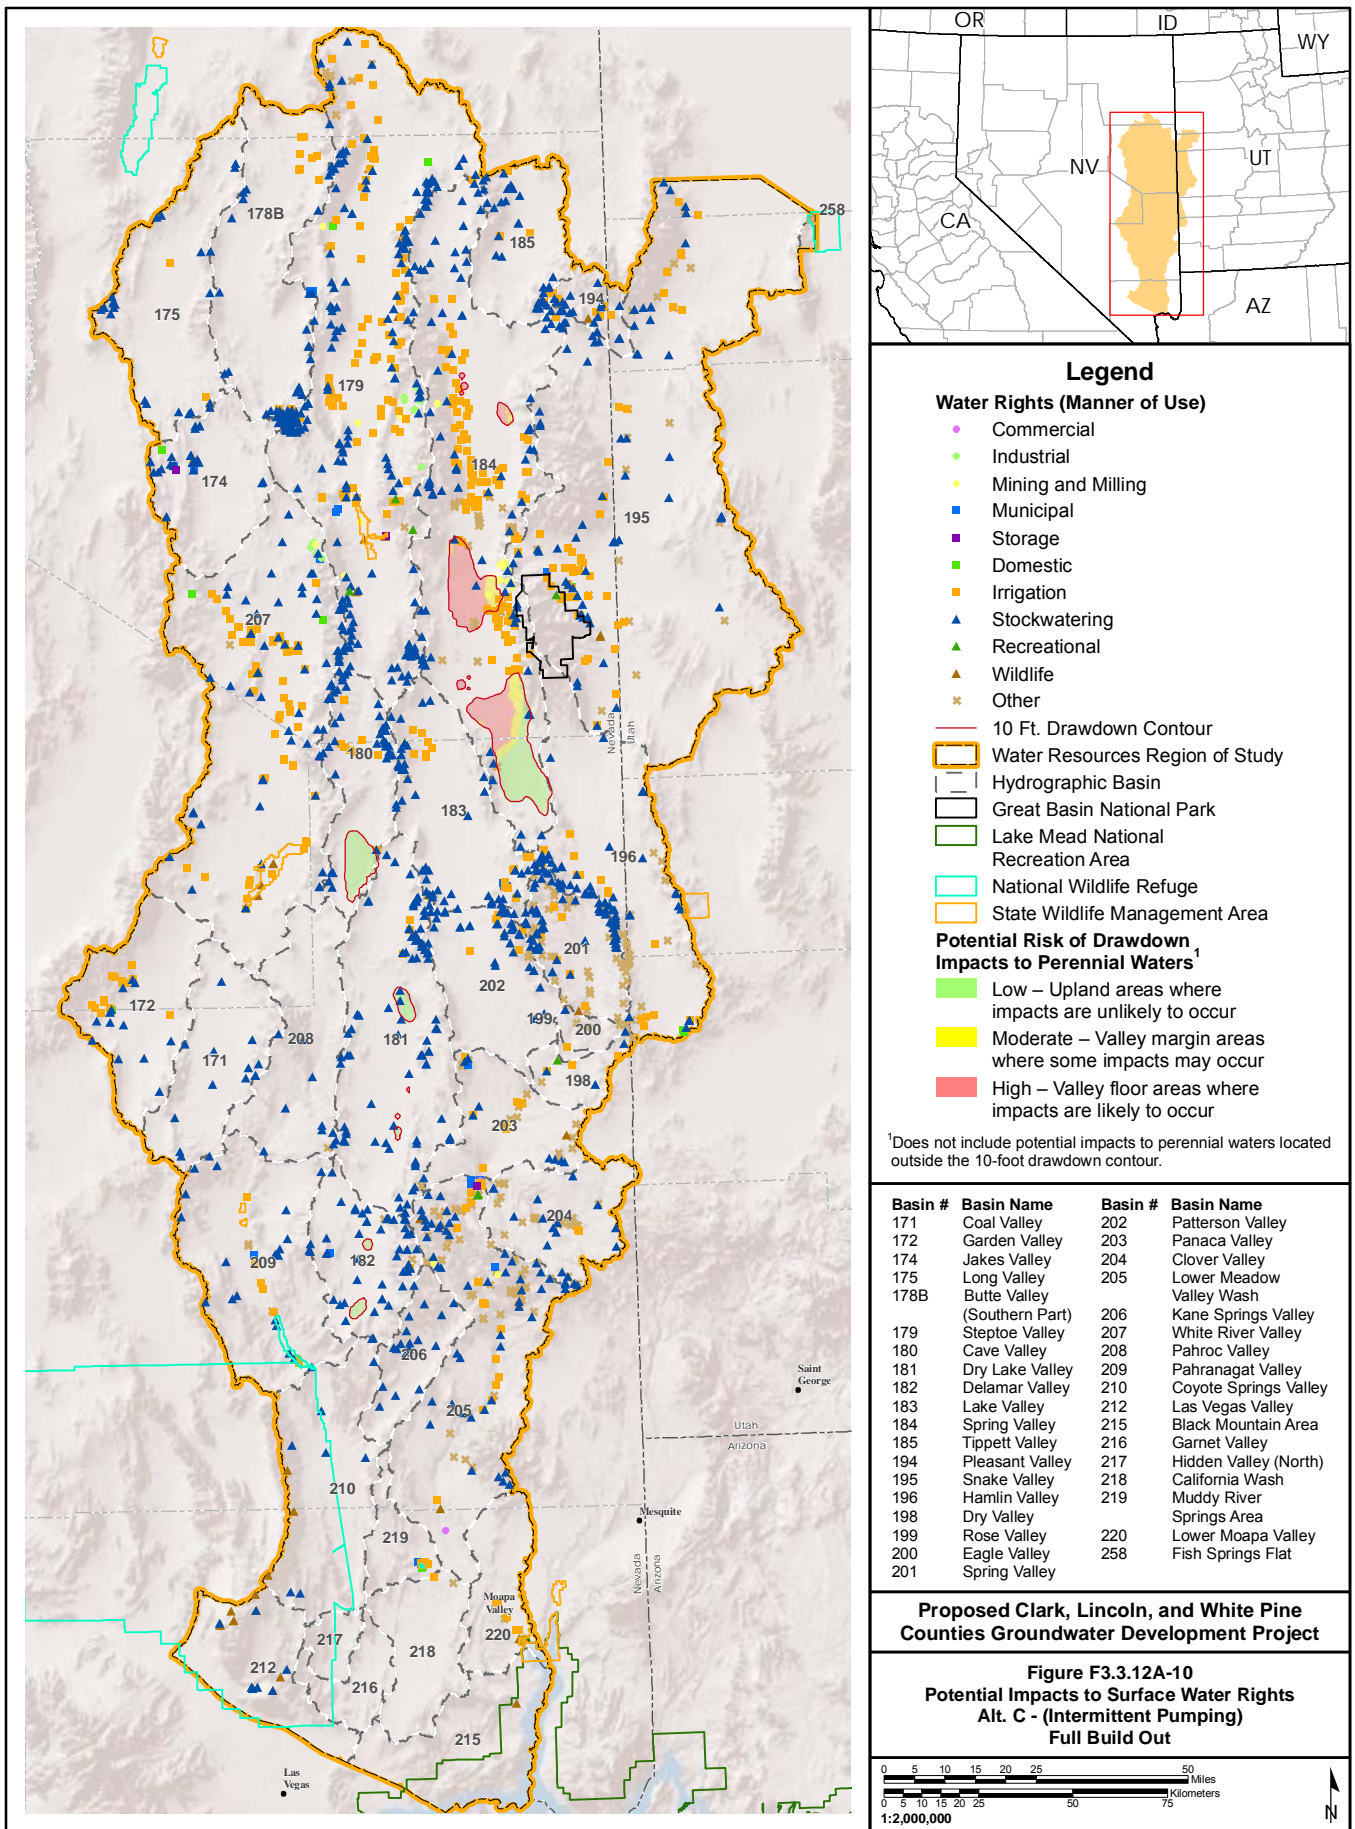 OR
ID
WY
NV
UT
CA
AZ
258
178B
185
194
175
179
184
174
195
207
Nevada
Utah
180
183
196
201
202
172
199
200
208
181
171
198
203
204
209
182
206
Saint
George
205
Utah
Arizona
210
Mesquite
219
Nevada
Arizona
Moapa
Valley
220
217
218
212
216
215
Las
Vegas
Legend
Water Rights (Manner of Use)
Commercial
Industrial
Mining and Milling
Municipal
Storage
Domestic
Irrigation
Stockwatering
Recreational
Wildlife
Other
10 Ft. Drawdown Contour
Water Resources Region of Study
Hydrographic Basin
Great Basin National Park
Lake Mead National
Recreation Area
National Wildlife Refuge
State Wildlife Management Area
Potential Risk of Drawdown
Impacts to Perennial Waters1
Low – Upland areas where
impacts are unlikely to occur
Moderate – Valley margin areas
where some impacts may occur
High – Valley floor areas where
impacts are likely to occur
1Does not include potential impacts to perennial waters located
outside the 10-foot drawdown contour.
Basin # Basin Name Basin # Basin Name
171 Coal Valley 202 Patterson Valley
172 Garden Valley 203 Panaca Valley
174 Jakes Valley 204 Clover Valley
175 Long Valley 205 Lower Meadow
178B Butte Valley Valley Wash
(Southern Part) 206 Kane Springs Valley
179 Steptoe Valley 207 White River Valley
180 Cave Valley 208 Pahroc Valley
181 Dry Lake Valley 209 Pahranagat Valley
182 Delamar Valley 210 Coyote Springs Valley
183 Lake Valley 212 Las Vegas Valley
184 Spring Valley 215 Black Mountain Area
185 Tippett Valley 216 Garnet Valley
194 Pleasant Valley 217 Hidden Valley (North)
195 Snake Valley 218 California Wash
196 Hamlin Valley 219 Muddy River
198 Dry Valley Springs Area
199 Rose Valley 220 Lower Moapa Valley
200 Eagle Valley 258 Fish Springs Flat
201 Spring Valley
Proposed Clark, Lincoln, and White Pine
Counties Groundwater Development Project
Figure F3.3.12A-10
Potential Impacts to Surface Water Rights
Alt. C - (Intermittent Pumping)
Full Build Out
0 5 10 15 20 25 50
Miles
Kilometers
0 5 10 15 20 25 50 75
1:2,000,000
N